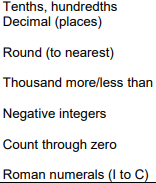 Tenths, hundredths
Decimal (places)
Round (to nearest)
Thousand more/less than
Negative integers
Count through zero
Roman numerals (I to C)